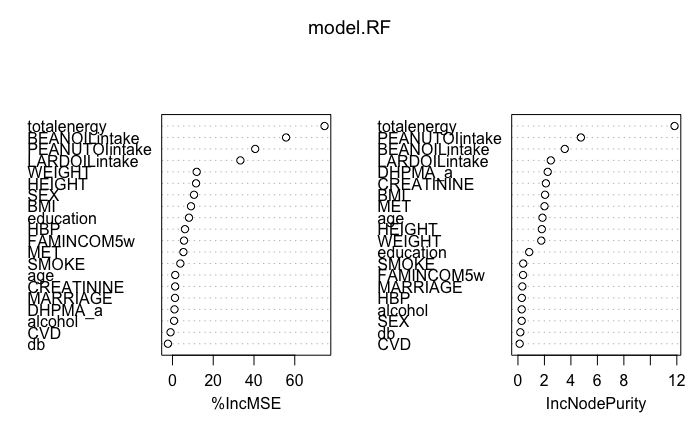 model.RF
totalenergy
BEANOILintake
PEANUTOIlintake
LARDOILintake
WEIGHT
HEIGHT
SEX
BMI
education
HBP
FAMINCOM5w
MET
SMOKE
age
CREATININE
MARRIAGE
DHPMA_a
alcohol
CVD
db
0 20 40 60
%IncMSE
totalenergy
PEANUTOIlintake
BEANOILintake
LARDOILintake
DHPMA_a
CREATININE
BMI
MET
age
HEIGHT
WEIGHT
education
SMOKE
FAMINCOM5w
MARRIAGE
HBP
alcohol
SEX
db
CVD
0 2 4 6 8 12
IncNodePurity